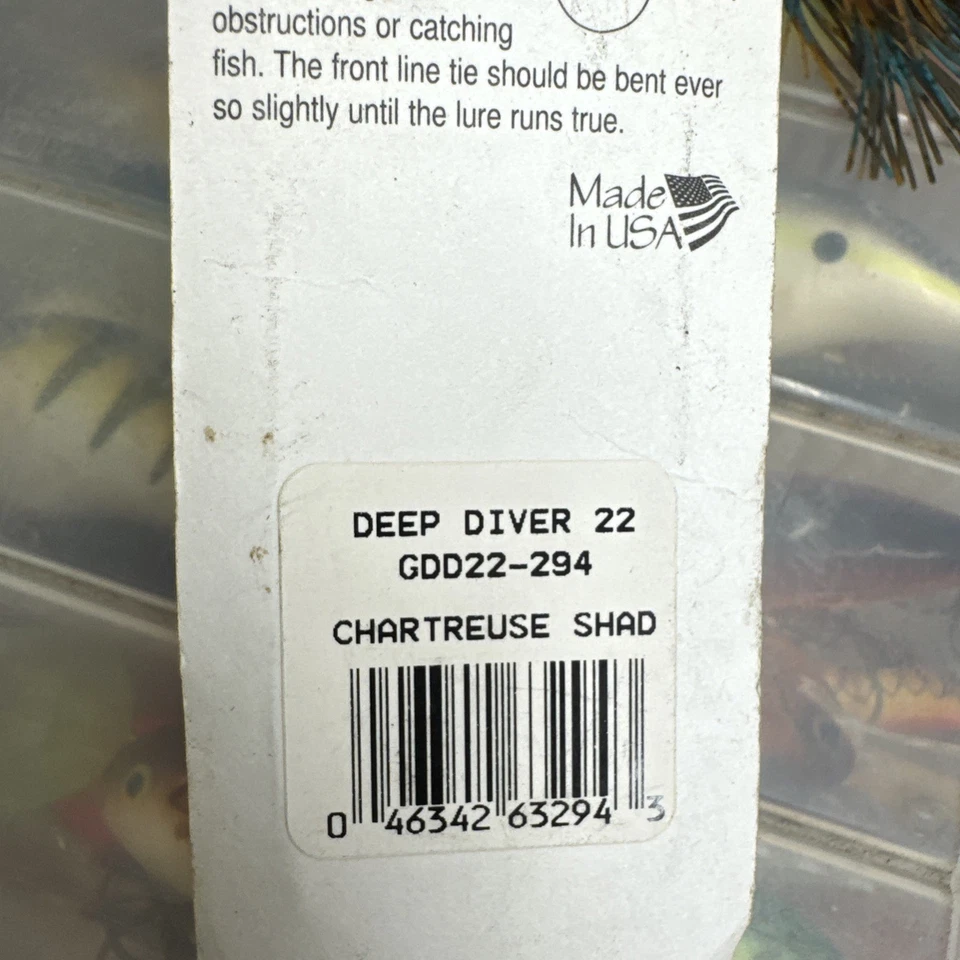 obstructions or catching
fish. The front line tie should be bent ever
so slightly until the lure runs true.
Made
In USA
DEEP DIVER 22
GDD22-294
CHARTREUSE SHAD
0 46342 63294 3